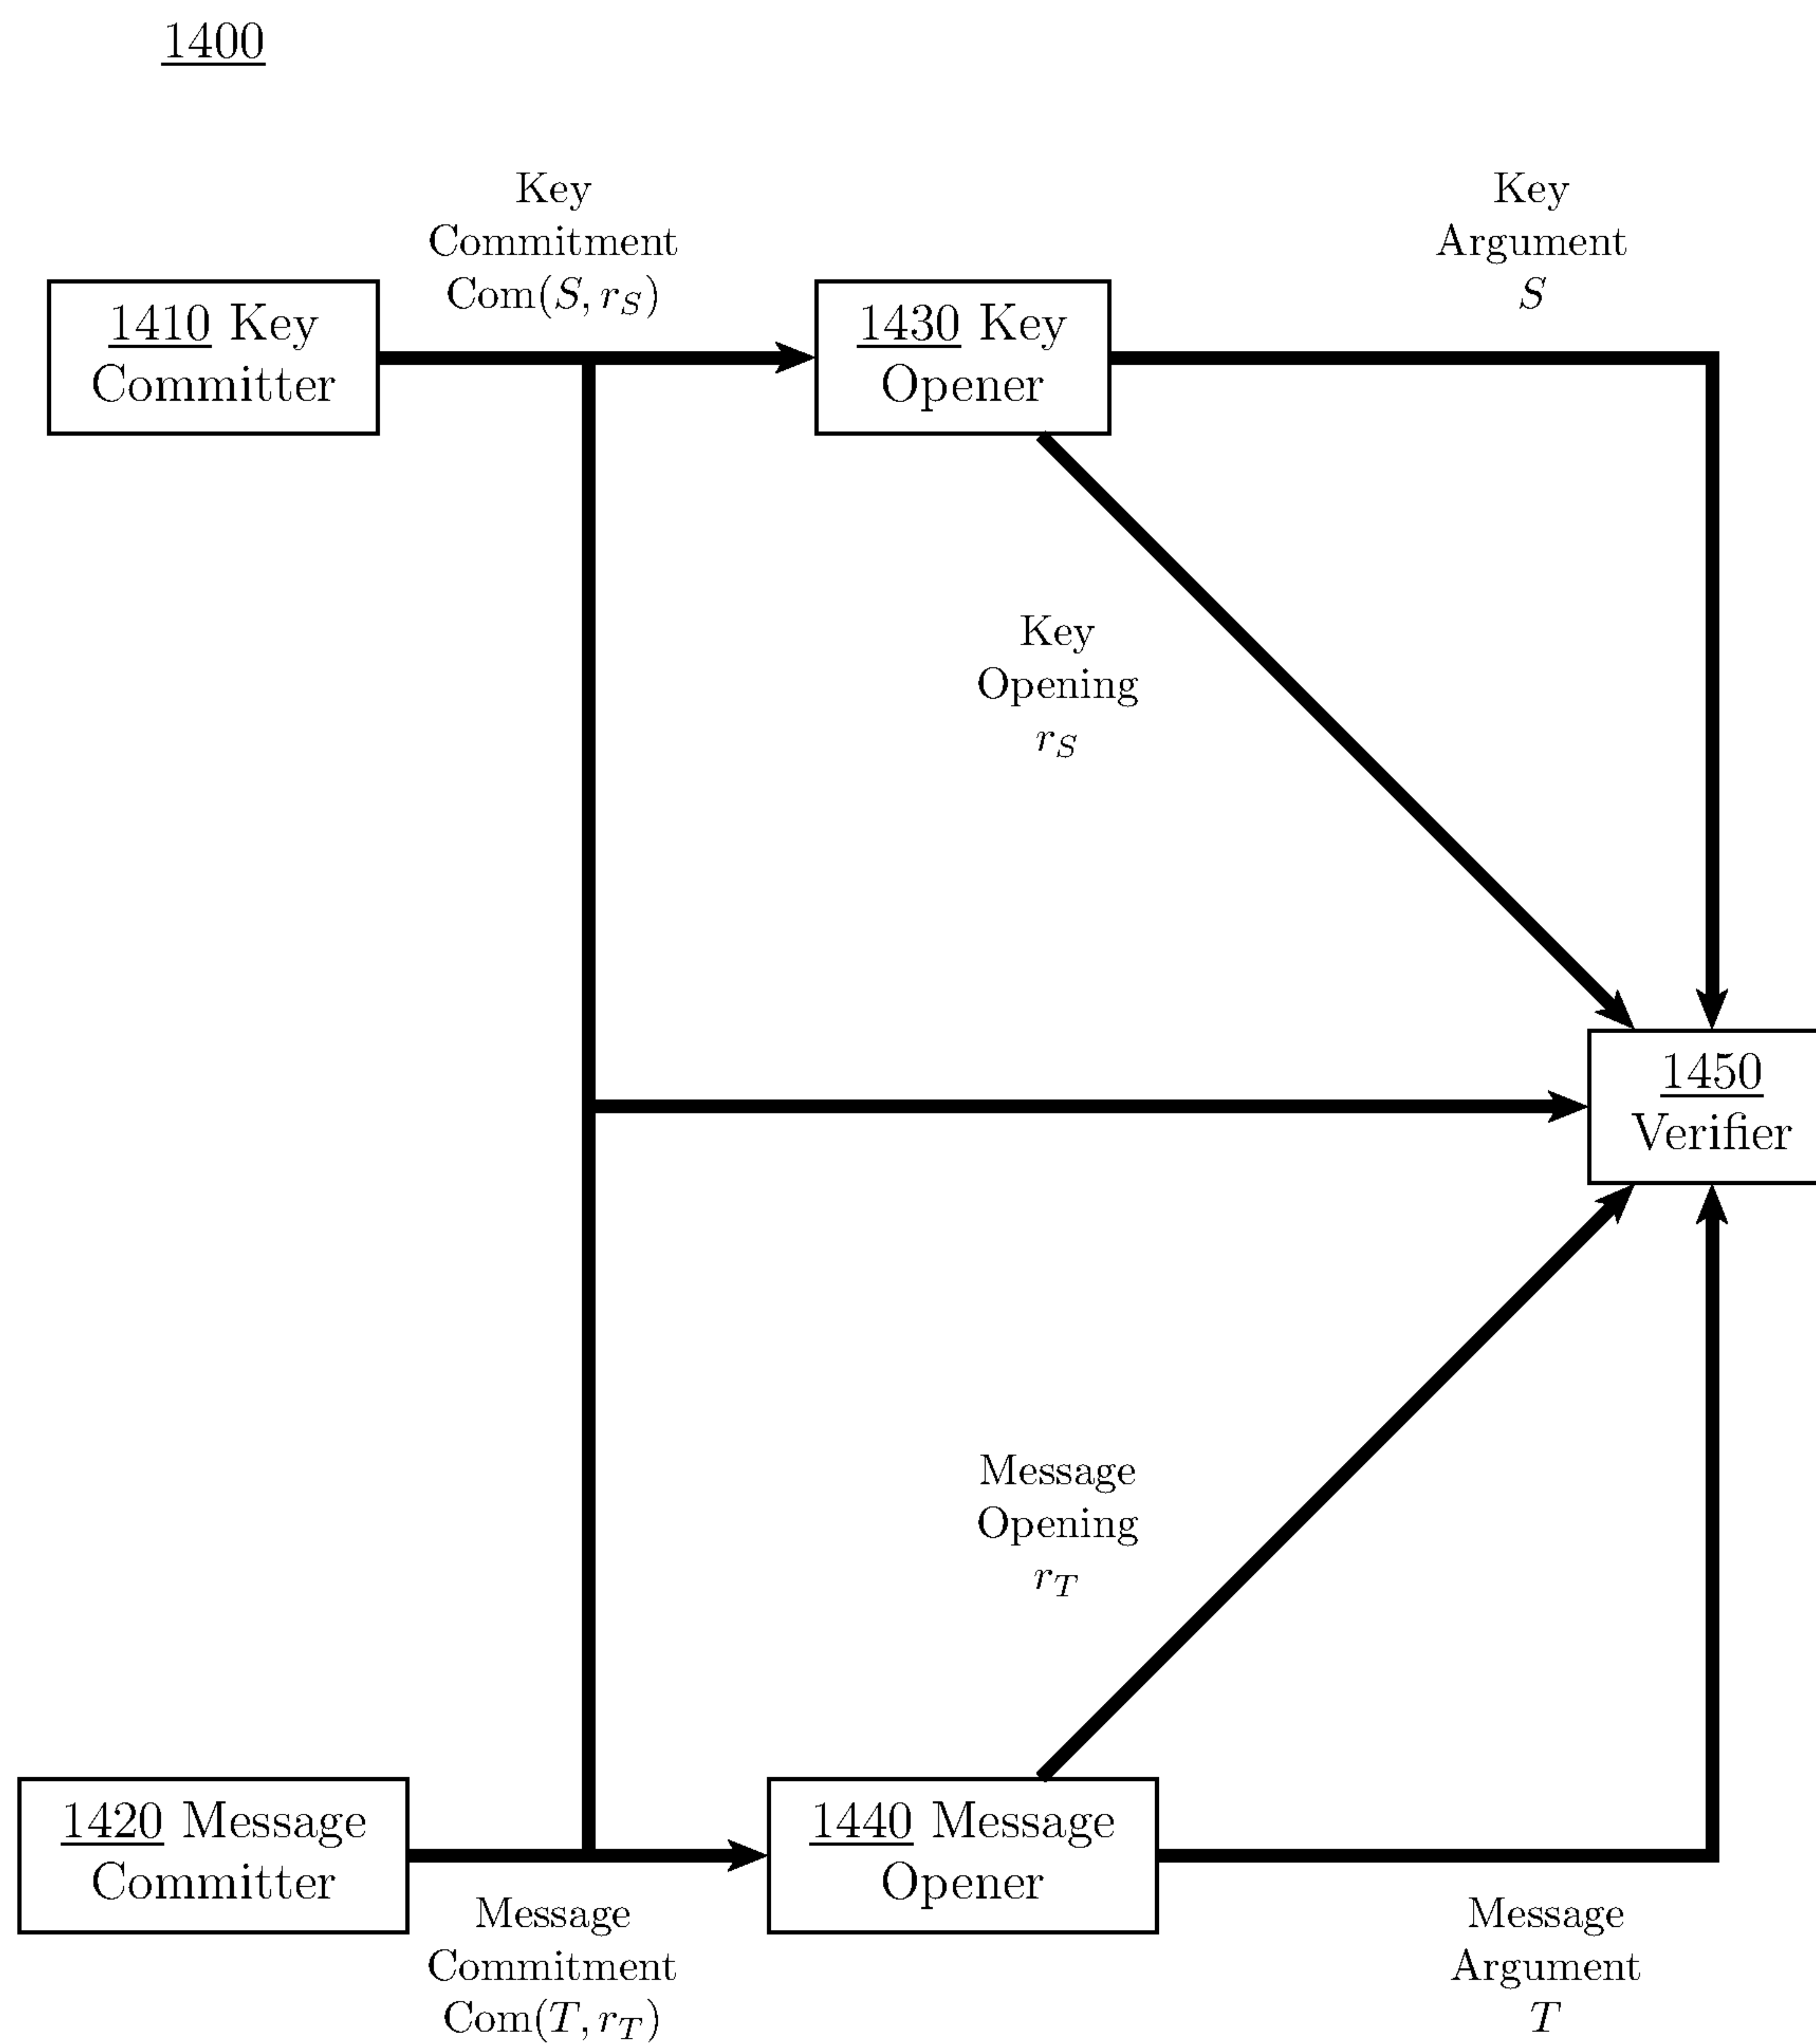 1400
Key
Commitment
Com(S, r_S)
Key
Argument
S
1410 Key
Committer
1430 Key
Opener
Key
Opening
r_S
1450
Verifier
Message
Opening
r_T
1420 Message
Committer
1440 Message
Opener
Message
Commitment
Com(T, r_T)
Message
Argument
T